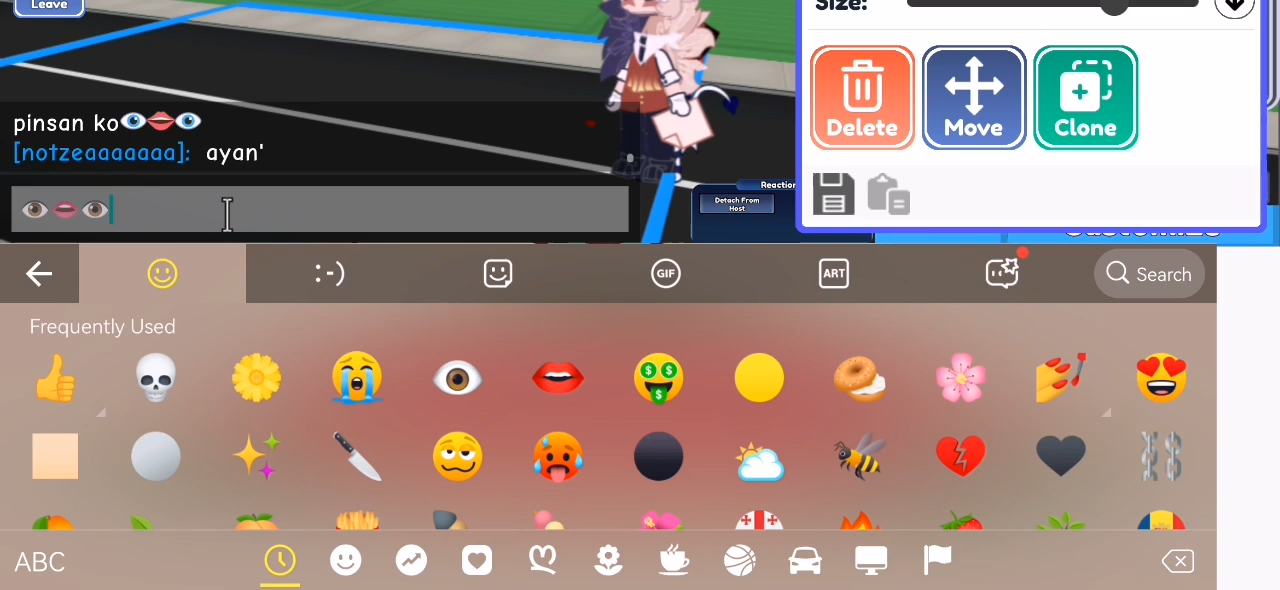 Leave
Size:
Delete
Move
Clone
pinsan ko👁️👄👁️
[notzeaaaaaaa]: ayan'
👁️👄👁️
Reaction
Detach From
Host
:-)
GIF
ART
Search
Frequently Used
ABC